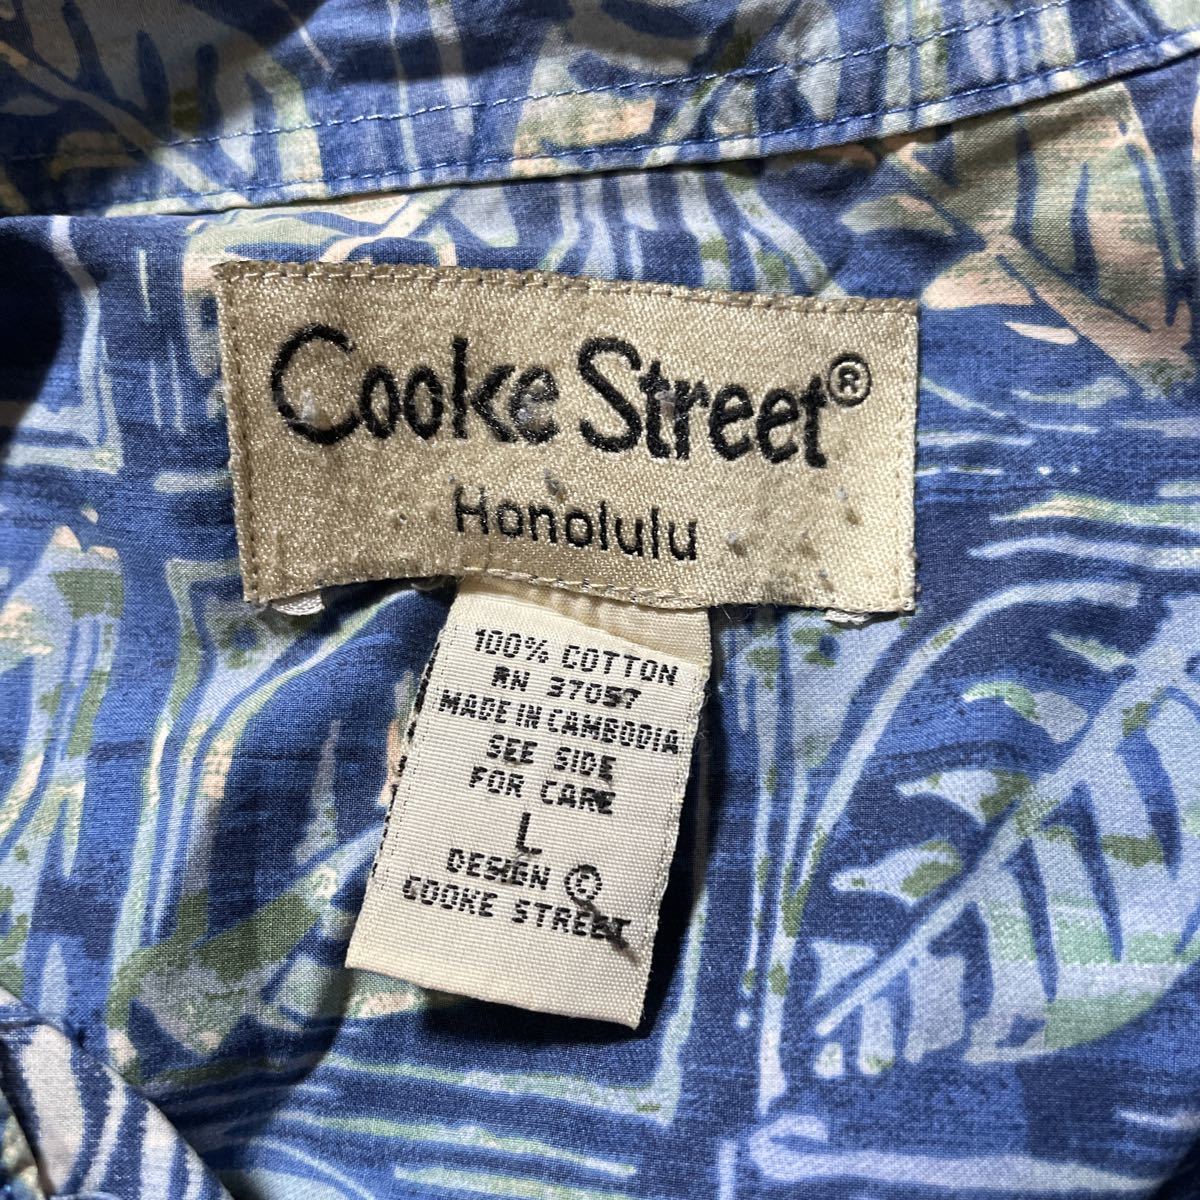 Cooke Street®
Honolulu
100% COTTON
RN 37057
MADE IN CAMBODIA
SEE SIDE
FOR CARE
L
DESIGN ©
COOKE STREET